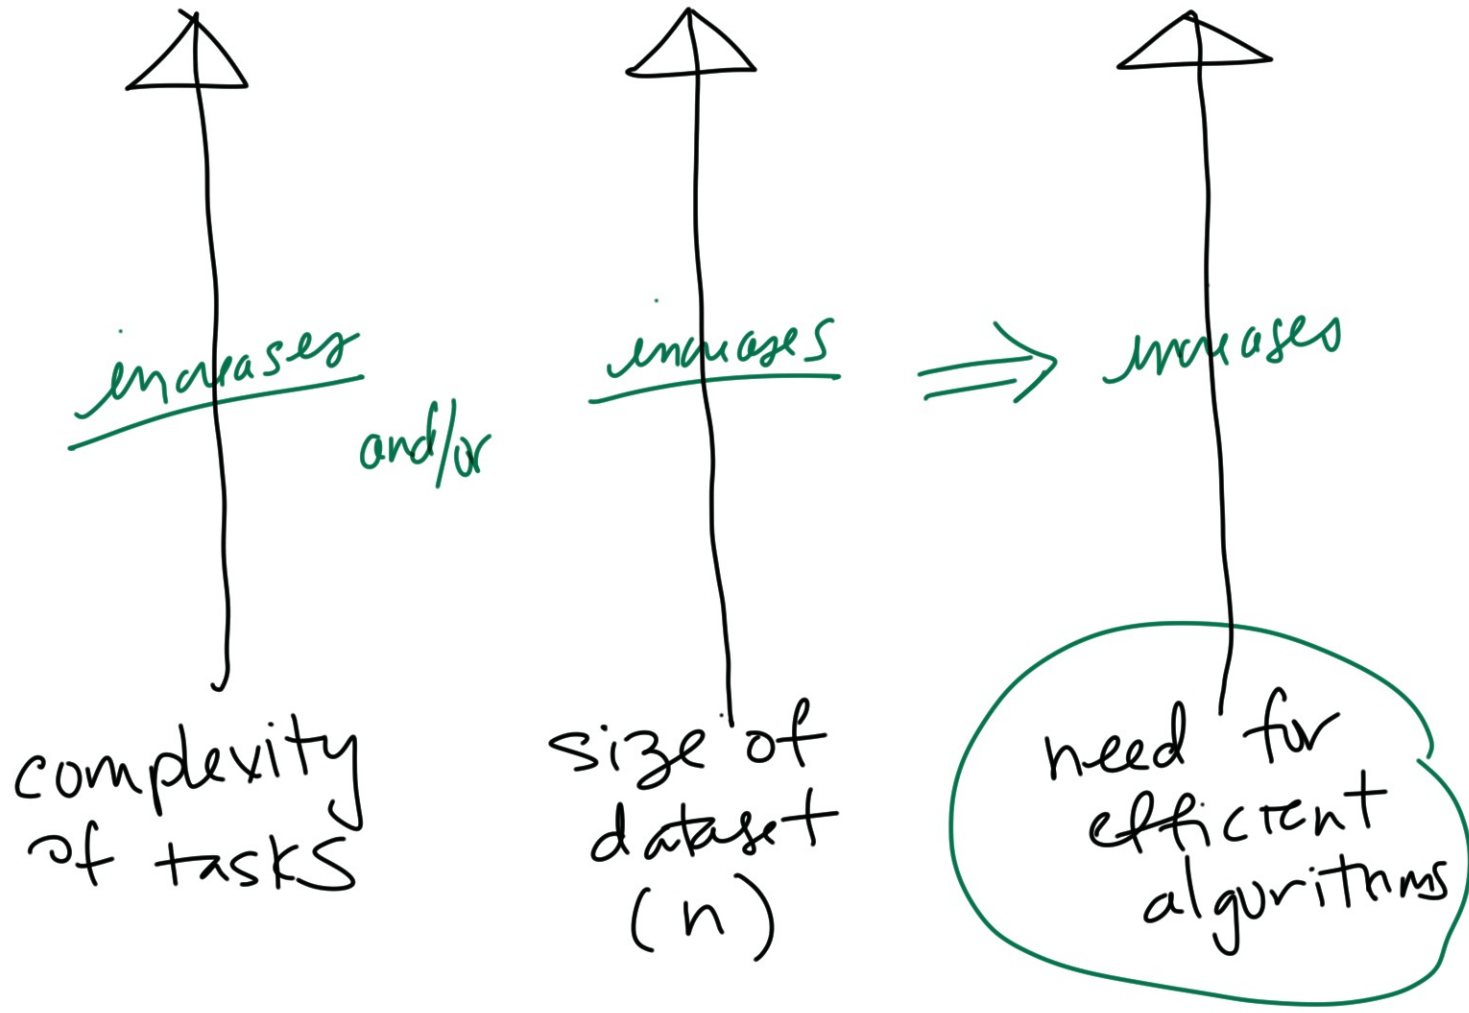 increases
and/or
increases
increases
complexity
of tasks
size of
dataset
(n)
need for
efficient
algorithms